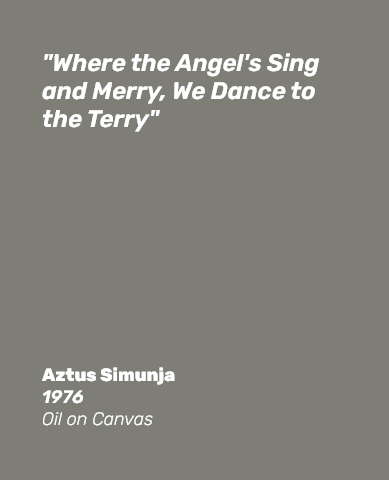 "Where the Angel's Sing
and Merry, We Dance to
the Terry"
Aztus Simunja
1976
Oil on Canvas